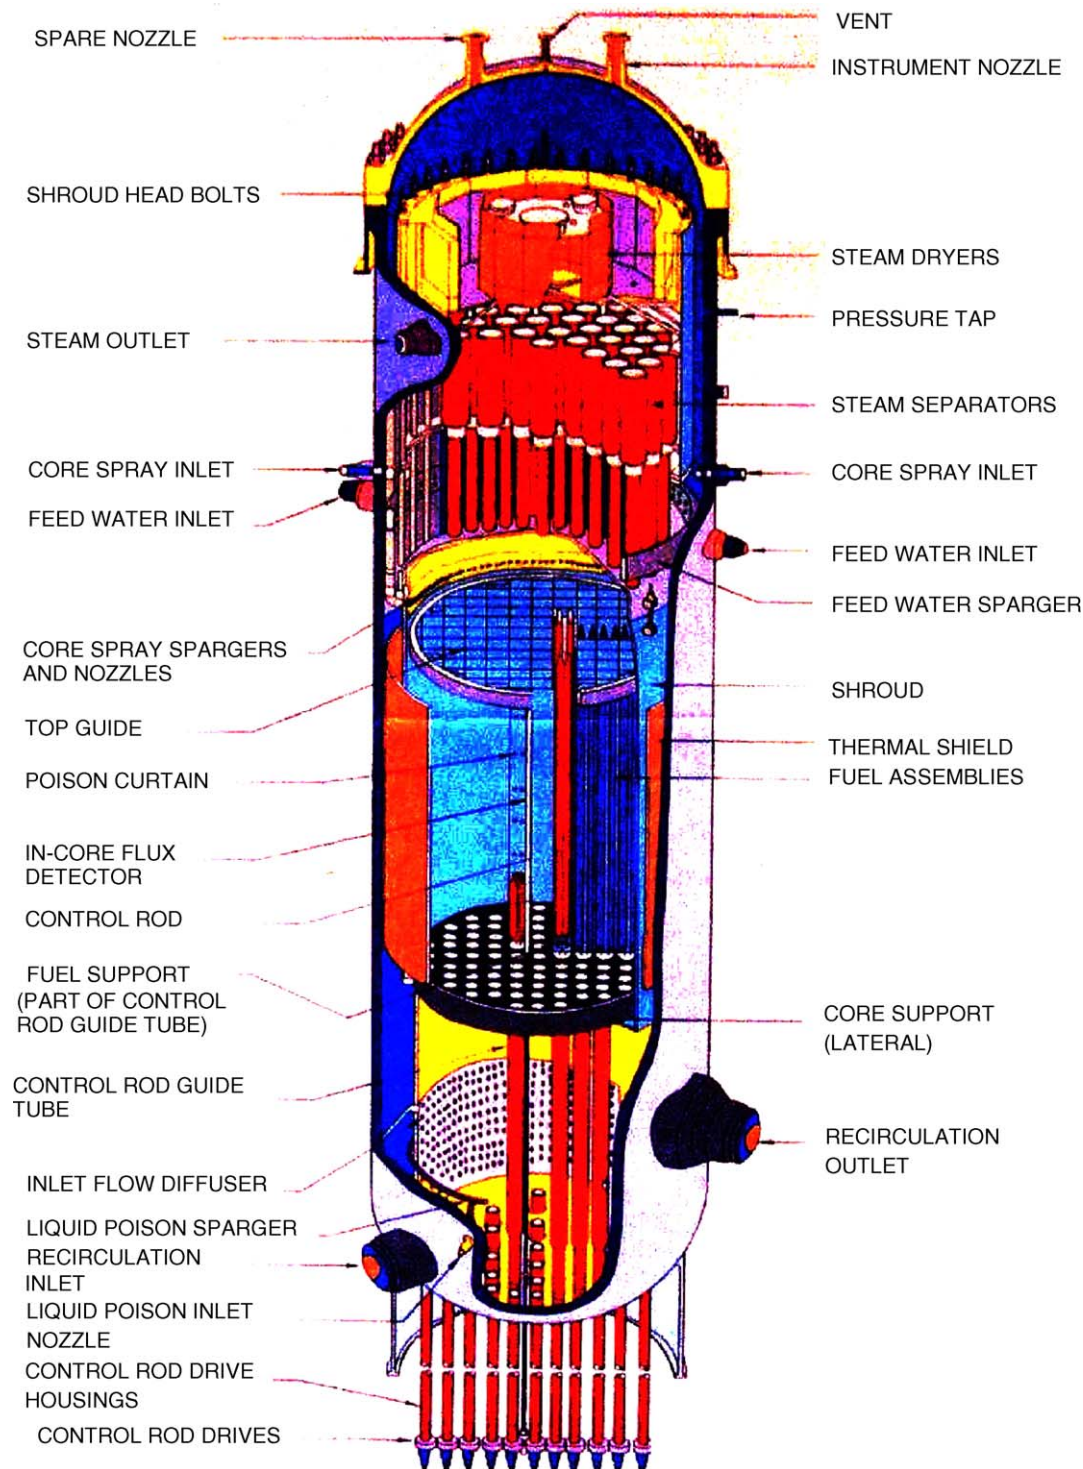 SPARE NOZZLE
SHROUD HEAD BOLTS
STEAM OUTLET
CORE SPRAY INLET
FEED WATER INLET
CORE SPRAY SPARGERS
AND NOZZLES
TOP GUIDE
POISON CURTAIN
IN-CORE FLUX
DETECTOR
CONTROL ROD
FUEL SUPPORT
(PART OF CONTROL
ROD GUIDE TUBE)
CONTROL ROD GUIDE
TUBE
INLET FLOW DIFFUSER
LIQUID POISON SPARGER
RECIRCULATION
INLET
LIQUID POISON INLET
NOZZLE
CONTROL ROD DRIVE
HOUSINGS
CONTROL ROD DRIVES
VENT
INSTRUMENT NOZZLE
STEAM DRYERS
PRESSURE TAP
STEAM SEPARATORS
CORE SPRAY INLET
FEED WATER INLET
FEED WATER SPARGER
SHROUD
THERMAL SHIELD
FUEL ASSEMBLIES
CORE SUPPORT
(LATERAL)
RECIRCULATION
OUTLET